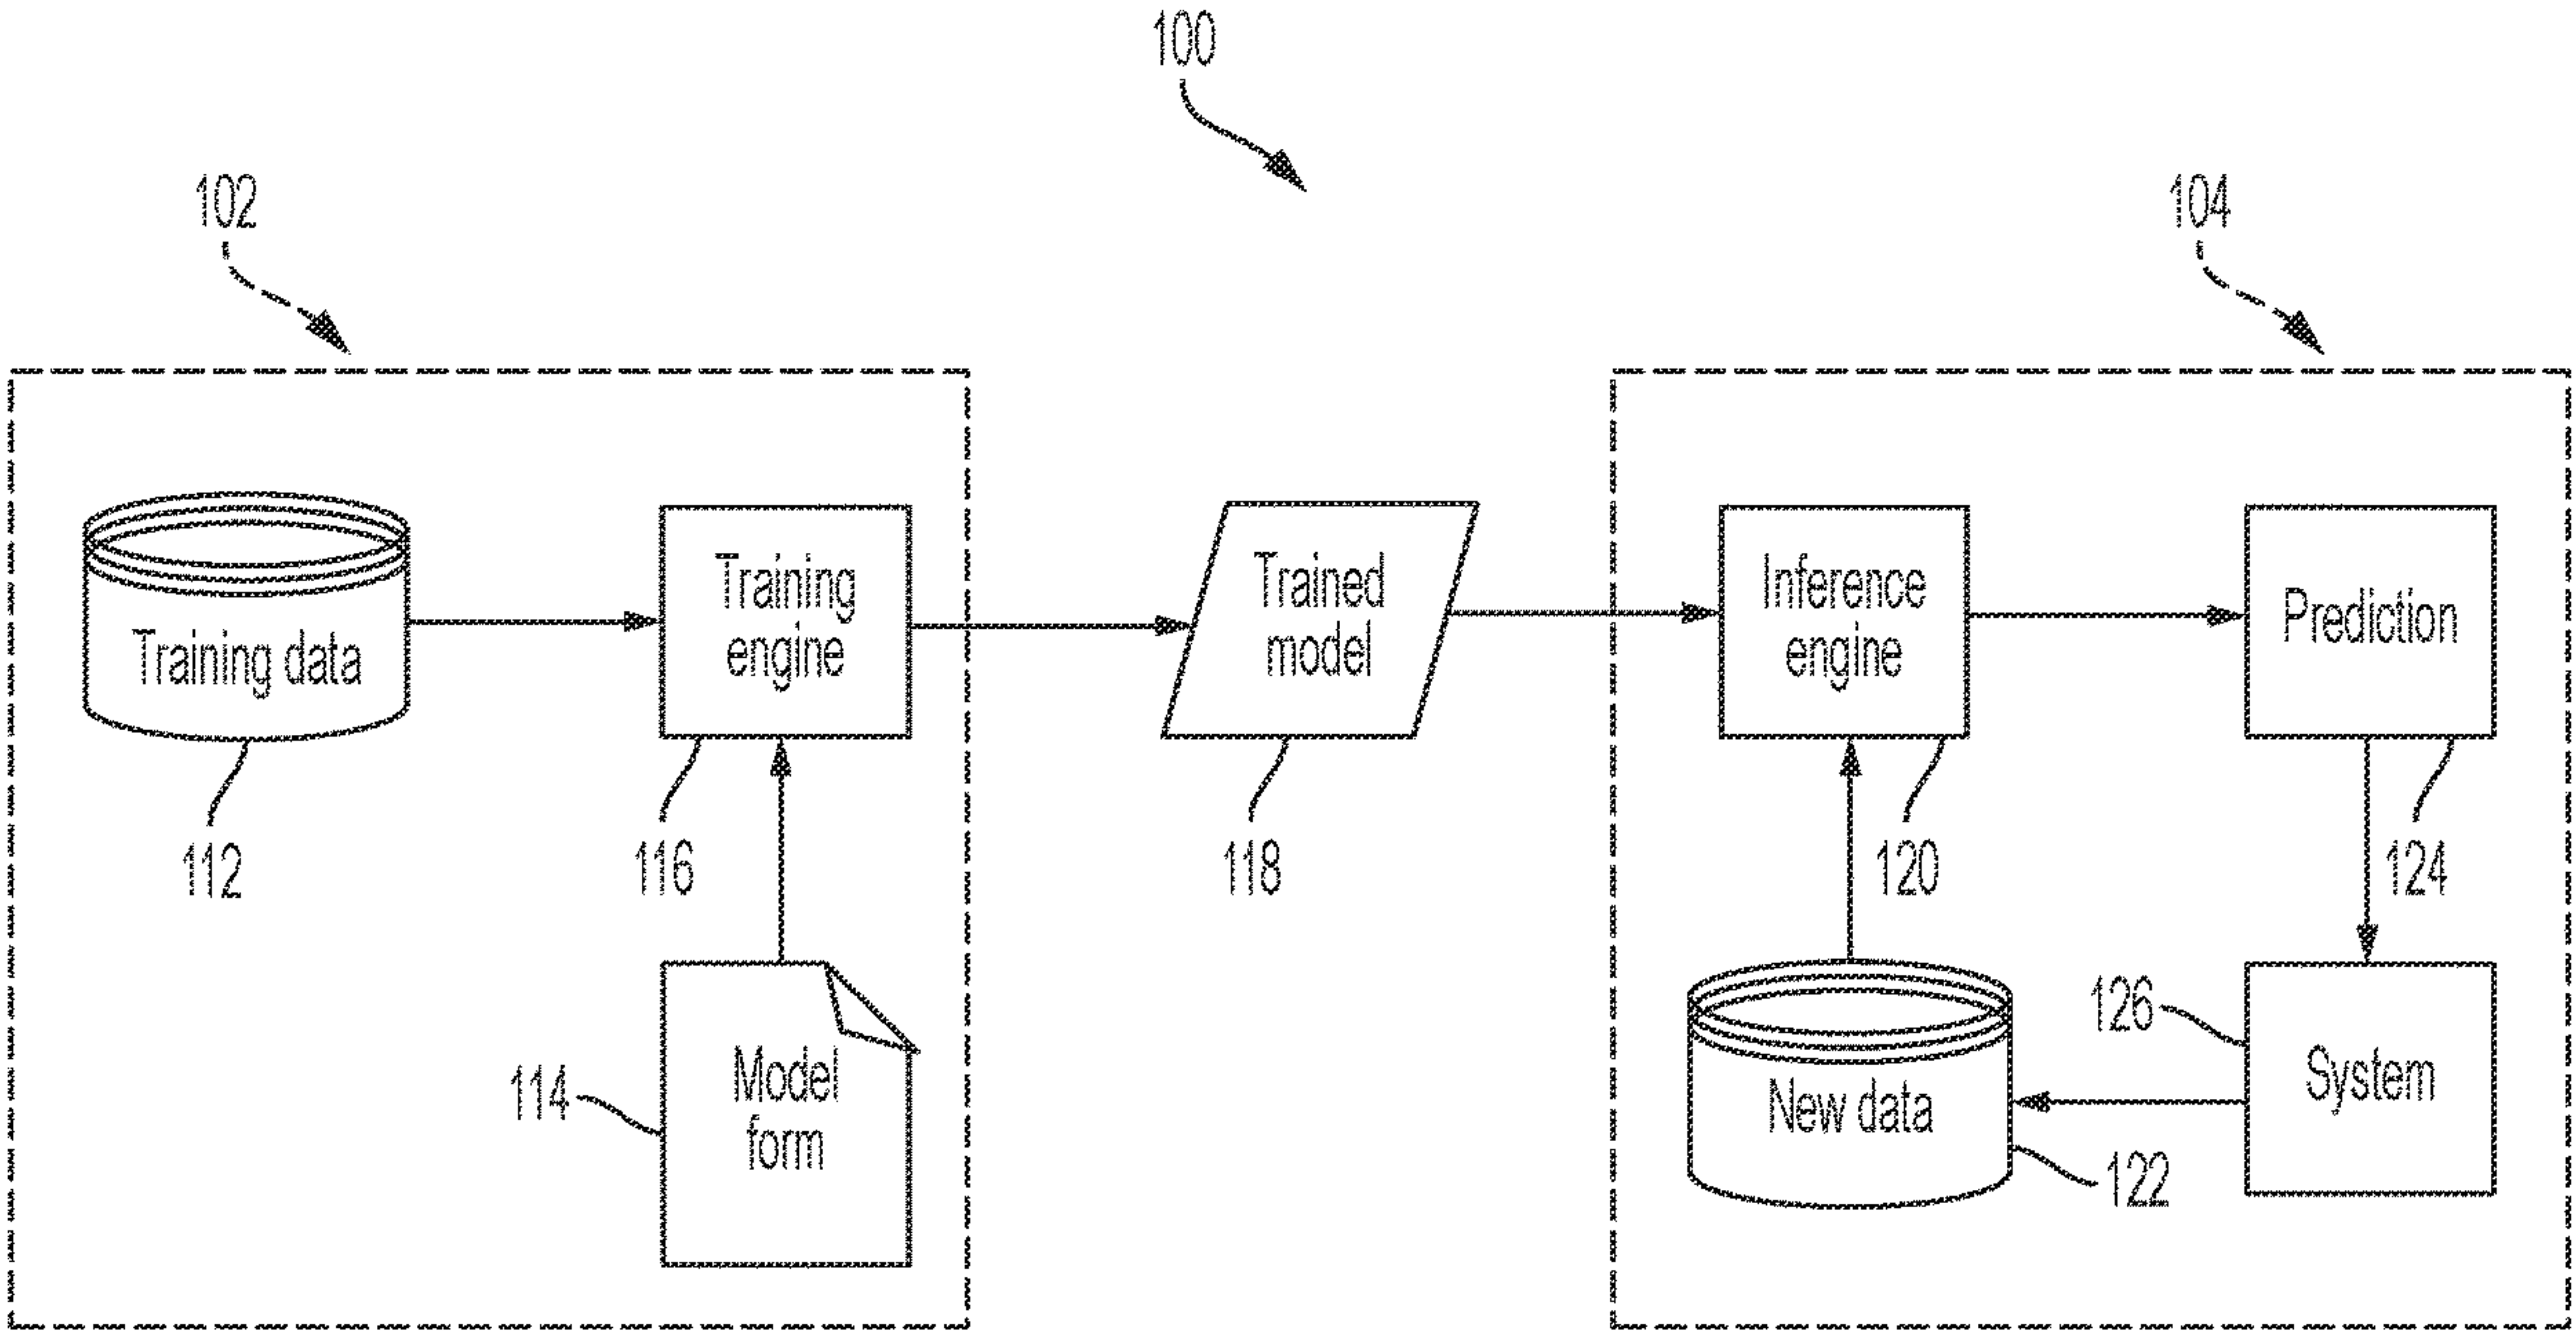 100
102
104
Training data
Training
engine
Trained
model
Inference
engine
Prediction
112
116
118
120
124
114
Model
form
126
New data
System
122